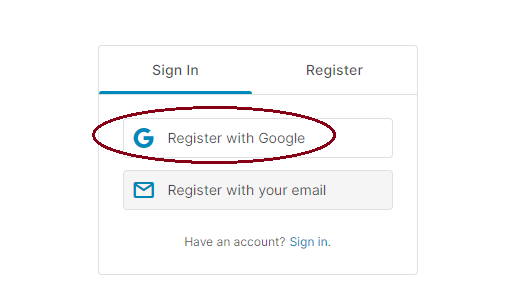 Sign In Register
Register with Google
Register with your email
Have an account? Sign in.